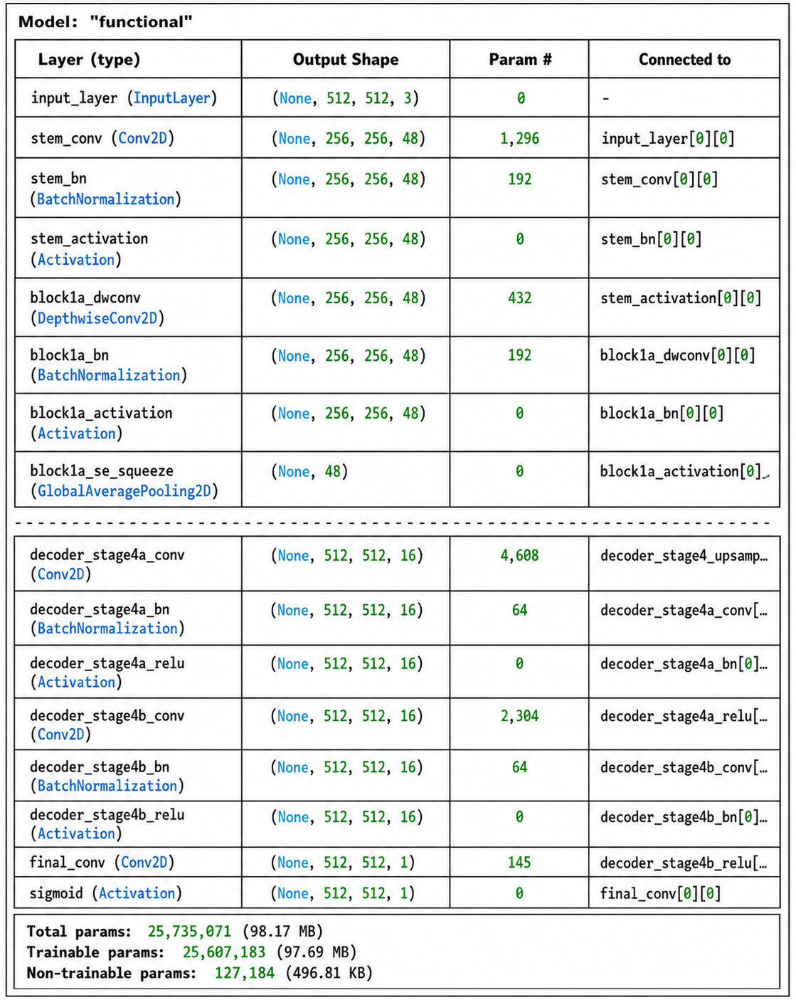 Model: "functional"
Layer (type) Output Shape Param # Connected to
input_layer (InputLayer) (None, 512, 512, 3) 0 -
stem_conv (Conv2D) (None, 256, 256, 48) 1,296 input_layer[0][0]
stem_bn (None, 256, 256, 48) 192 stem_conv[0][0]
(BatchNormalization)
stem_activation (None, 256, 256, 48) 0 stem_bn[0][0]
(Activation)
block1a_dwconv (None, 256, 256, 48) 432 stem_activation[0][0]
(DepthwiseConv2D)
block1a_bn (None, 256, 256, 48) 192 block1a_dwconv[0][0]
(BatchNormalization)
block1a_activation (None, 256, 256, 48) 0 block1a_bn[0][0]
(Activation)
block1a_se_squeeze (None, 48) 0 block1a_activation[0]…
(GlobalAveragePooling2D)
decoder_stage4a_conv (None, 512, 512, 16) 4,608 decoder_stage4_upsamp…
(Conv2D)
decoder_stage4a_bn (None, 512, 512, 16) 64 decoder_stage4a_conv[…
(BatchNormalization)
decoder_stage4a_relu (None, 512, 512, 16) 0 decoder_stage4a_bn[0]…
(Activation)
decoder_stage4b_conv (None, 512, 512, 16) 2,304 decoder_stage4a_relu[…
(Conv2D)
decoder_stage4b_bn (None, 512, 512, 16) 64 decoder_stage4b_conv[…
(BatchNormalization)
decoder_stage4b_relu (None, 512, 512, 16) 0 decoder_stage4b_bn[0]…
(Activation)
final_conv (Conv2D) (None, 512, 512, 1) 145 decoder_stage4b_relu[…
sigmoid (Activation) (None, 512, 512, 1) 0 final_conv[0][0]
Total params: 25,735,071 (98.17 MB)
Trainable params: 25,607,183 (97.69 MB)
Non-trainable params: 127,184 (496.81 KB)